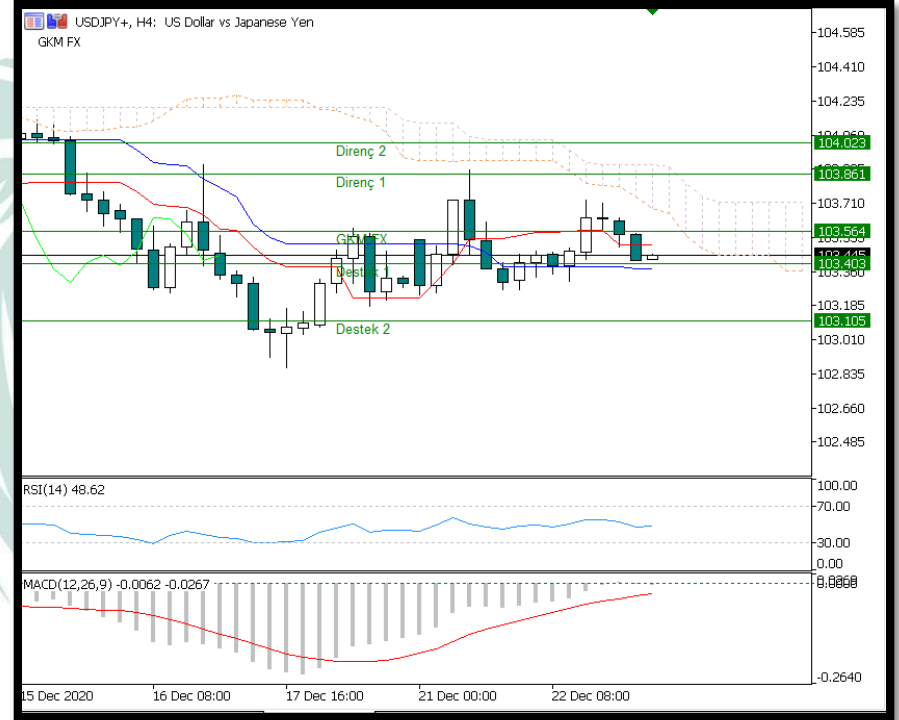 USDJPY+, H4: US Dollar vs Japanese Yen
GKM FX
104.585
104.410
104.235
104.023
Direnç 2
103.861
Direnç 1
103.710
103.564
GKM FX
103.445
103.403
Destek
103.185
103.105
Destek 2
103.010
102.835
102.660
102.485
RSI(14) 48.62
100.00
70.00
30.00
0.00
MACD(12,26,9) -0.0062 -0.0267
-0.2640
15 Dec 2020 16 Dec 08:00 17 Dec 16:00 21 Dec 00:00 22 Dec 08:00